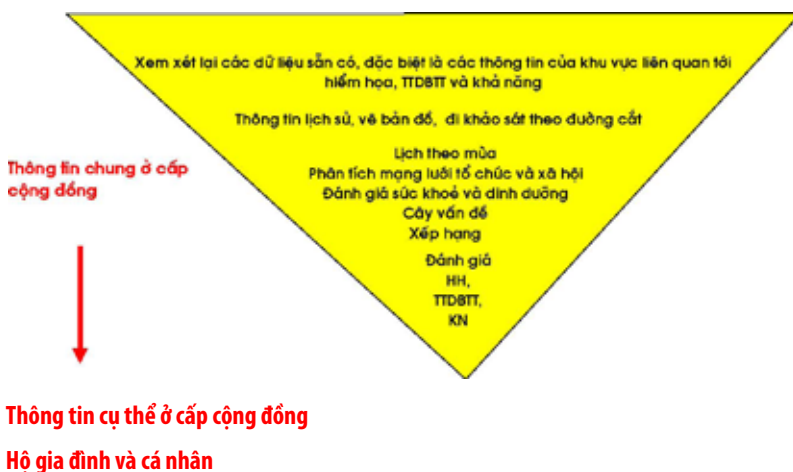 Xem xét lại các dữ liệu sẵn có, đặc biệt là các thông tin của khu vực liên quan tới
hiểm họa, TTDBTT và khả năng
Thông tin lịch sử, vẽ bản đồ, đi khảo sát theo đường cắt
Lịch theo mùa
Phân tích mạng lưới tổ chức và xã hội
Đánh giá sức khoẻ và dinh dưỡng
Cây vấn đề
Xếp hạng
Đánh giá
HH,
TTDBTT,
KN
Thông tin chung ở cấp
cộng đồng
Thông tin cụ thể ở cấp cộng đồng
Hộ gia đình và cá nhân